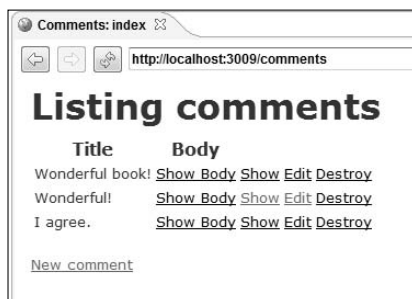 Comments: index
http://localhost:3009/comments
Listing comments
Title Body
Wonderful book! Show Body Show Edit Destroy
Wonderful! Show Body Show Edit Destroy
I agree. Show Body Show Edit Destroy
New comment